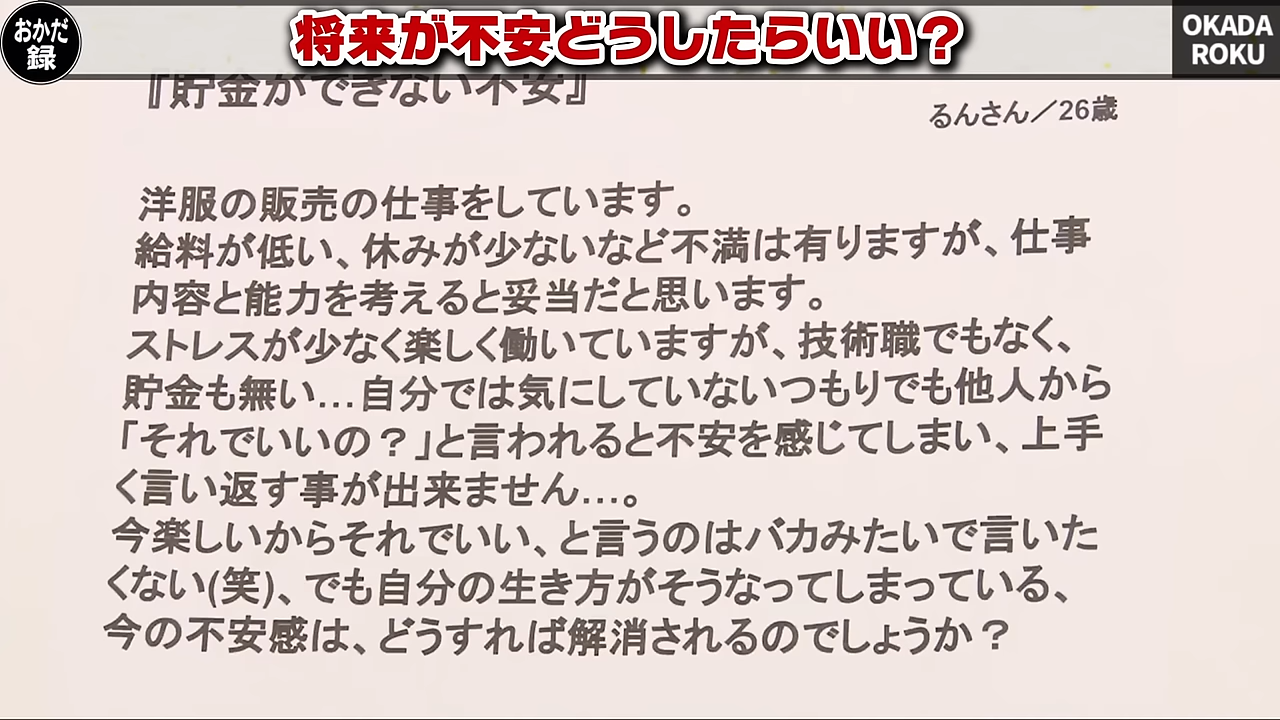 おかだ
録
将来が不安どうしたらいい？
OKADA
ROKU
『貯金ができない不安』
るんさん／26歳
洋服の販売の仕事をしています。
給料が低い、休みが少ないなど不満は有りますが、仕事
内容と能力を考えると妥当だと思います。
ストレスが少なく楽しく働いていますが、技術職でもなく、
貯金も無い…自分では気にしていないつもりでも他人から
「それでいいの？」と言われると不安を感じてしまい、上手
く言い返す事が出来ません…。
今楽しいからそれでいい、と言うのはバカみたいで言いた
くない(笑)、でも自分の生き方がそうなってしまっている、
今の不安感は、どうすれば解消されるのでしょうか？